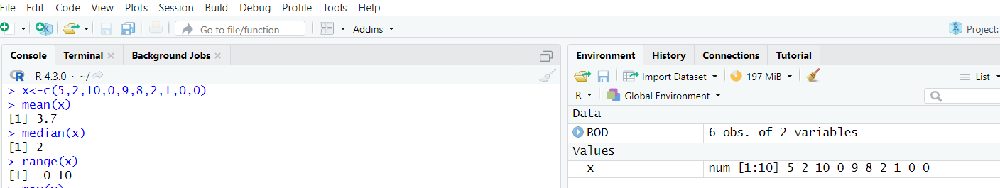 File Edit Code View Plots Session Build Debug Profile Tools Help
Go to file/function Addins Project:
Console Terminal Background Jobs
R 4.3.0 · ~/
> x<-c(5,2,10,0,9,8,2,1,0,0)
> mean(x)
[1] 3.7
> median(x)
[1] 2
> range(x)
[1]  0 10
Environment History Connections Tutorial
Import Dataset 197 MiB List
R Global Environment
Data
BOD 6 obs. of 2 variables
Values
x num [1:10] 5 2 10 0 9 8 2 1 0 0